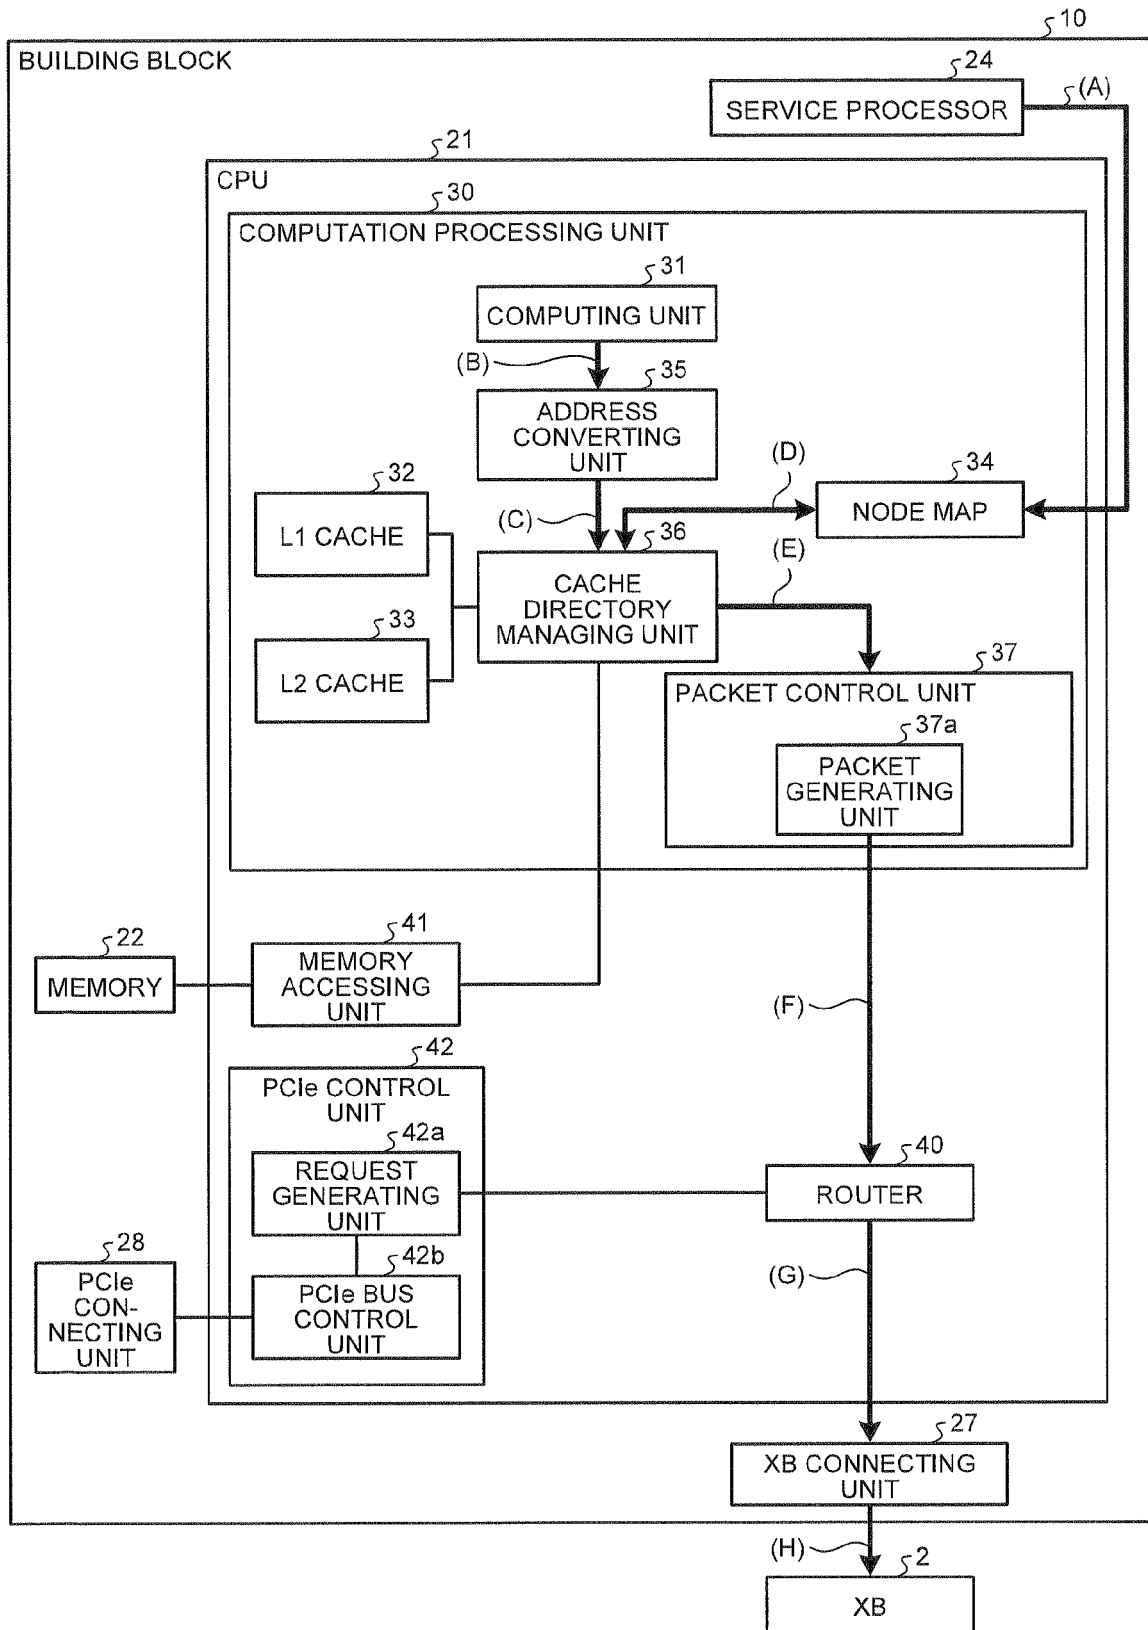 10
BUILDING BLOCK
24
SERVICE PROCESSOR
(A)
21
CPU
30
COMPUTATION PROCESSING UNIT
31
COMPUTING UNIT
(B)
35
ADDRESS
CONVERTING
UNIT
(D)
34
NODE MAP
32
L1 CACHE
(C)
36
CACHE
DIRECTORY
MANAGING UNIT
(E)
33
L2 CACHE
37
PACKET CONTROL UNIT
37a
PACKET
GENERATING
UNIT
22
MEMORY
41
MEMORY
ACCESSING
UNIT
(F)
42
PCIe CONTROL
UNIT
42a
REQUEST
GENERATING
UNIT
40
ROUTER
28
PCIe
CON-
NECTING
UNIT
42b
PCIe BUS
CONTROL
UNIT
(G)
27
XB CONNECTING
UNIT
(H)
2
XB